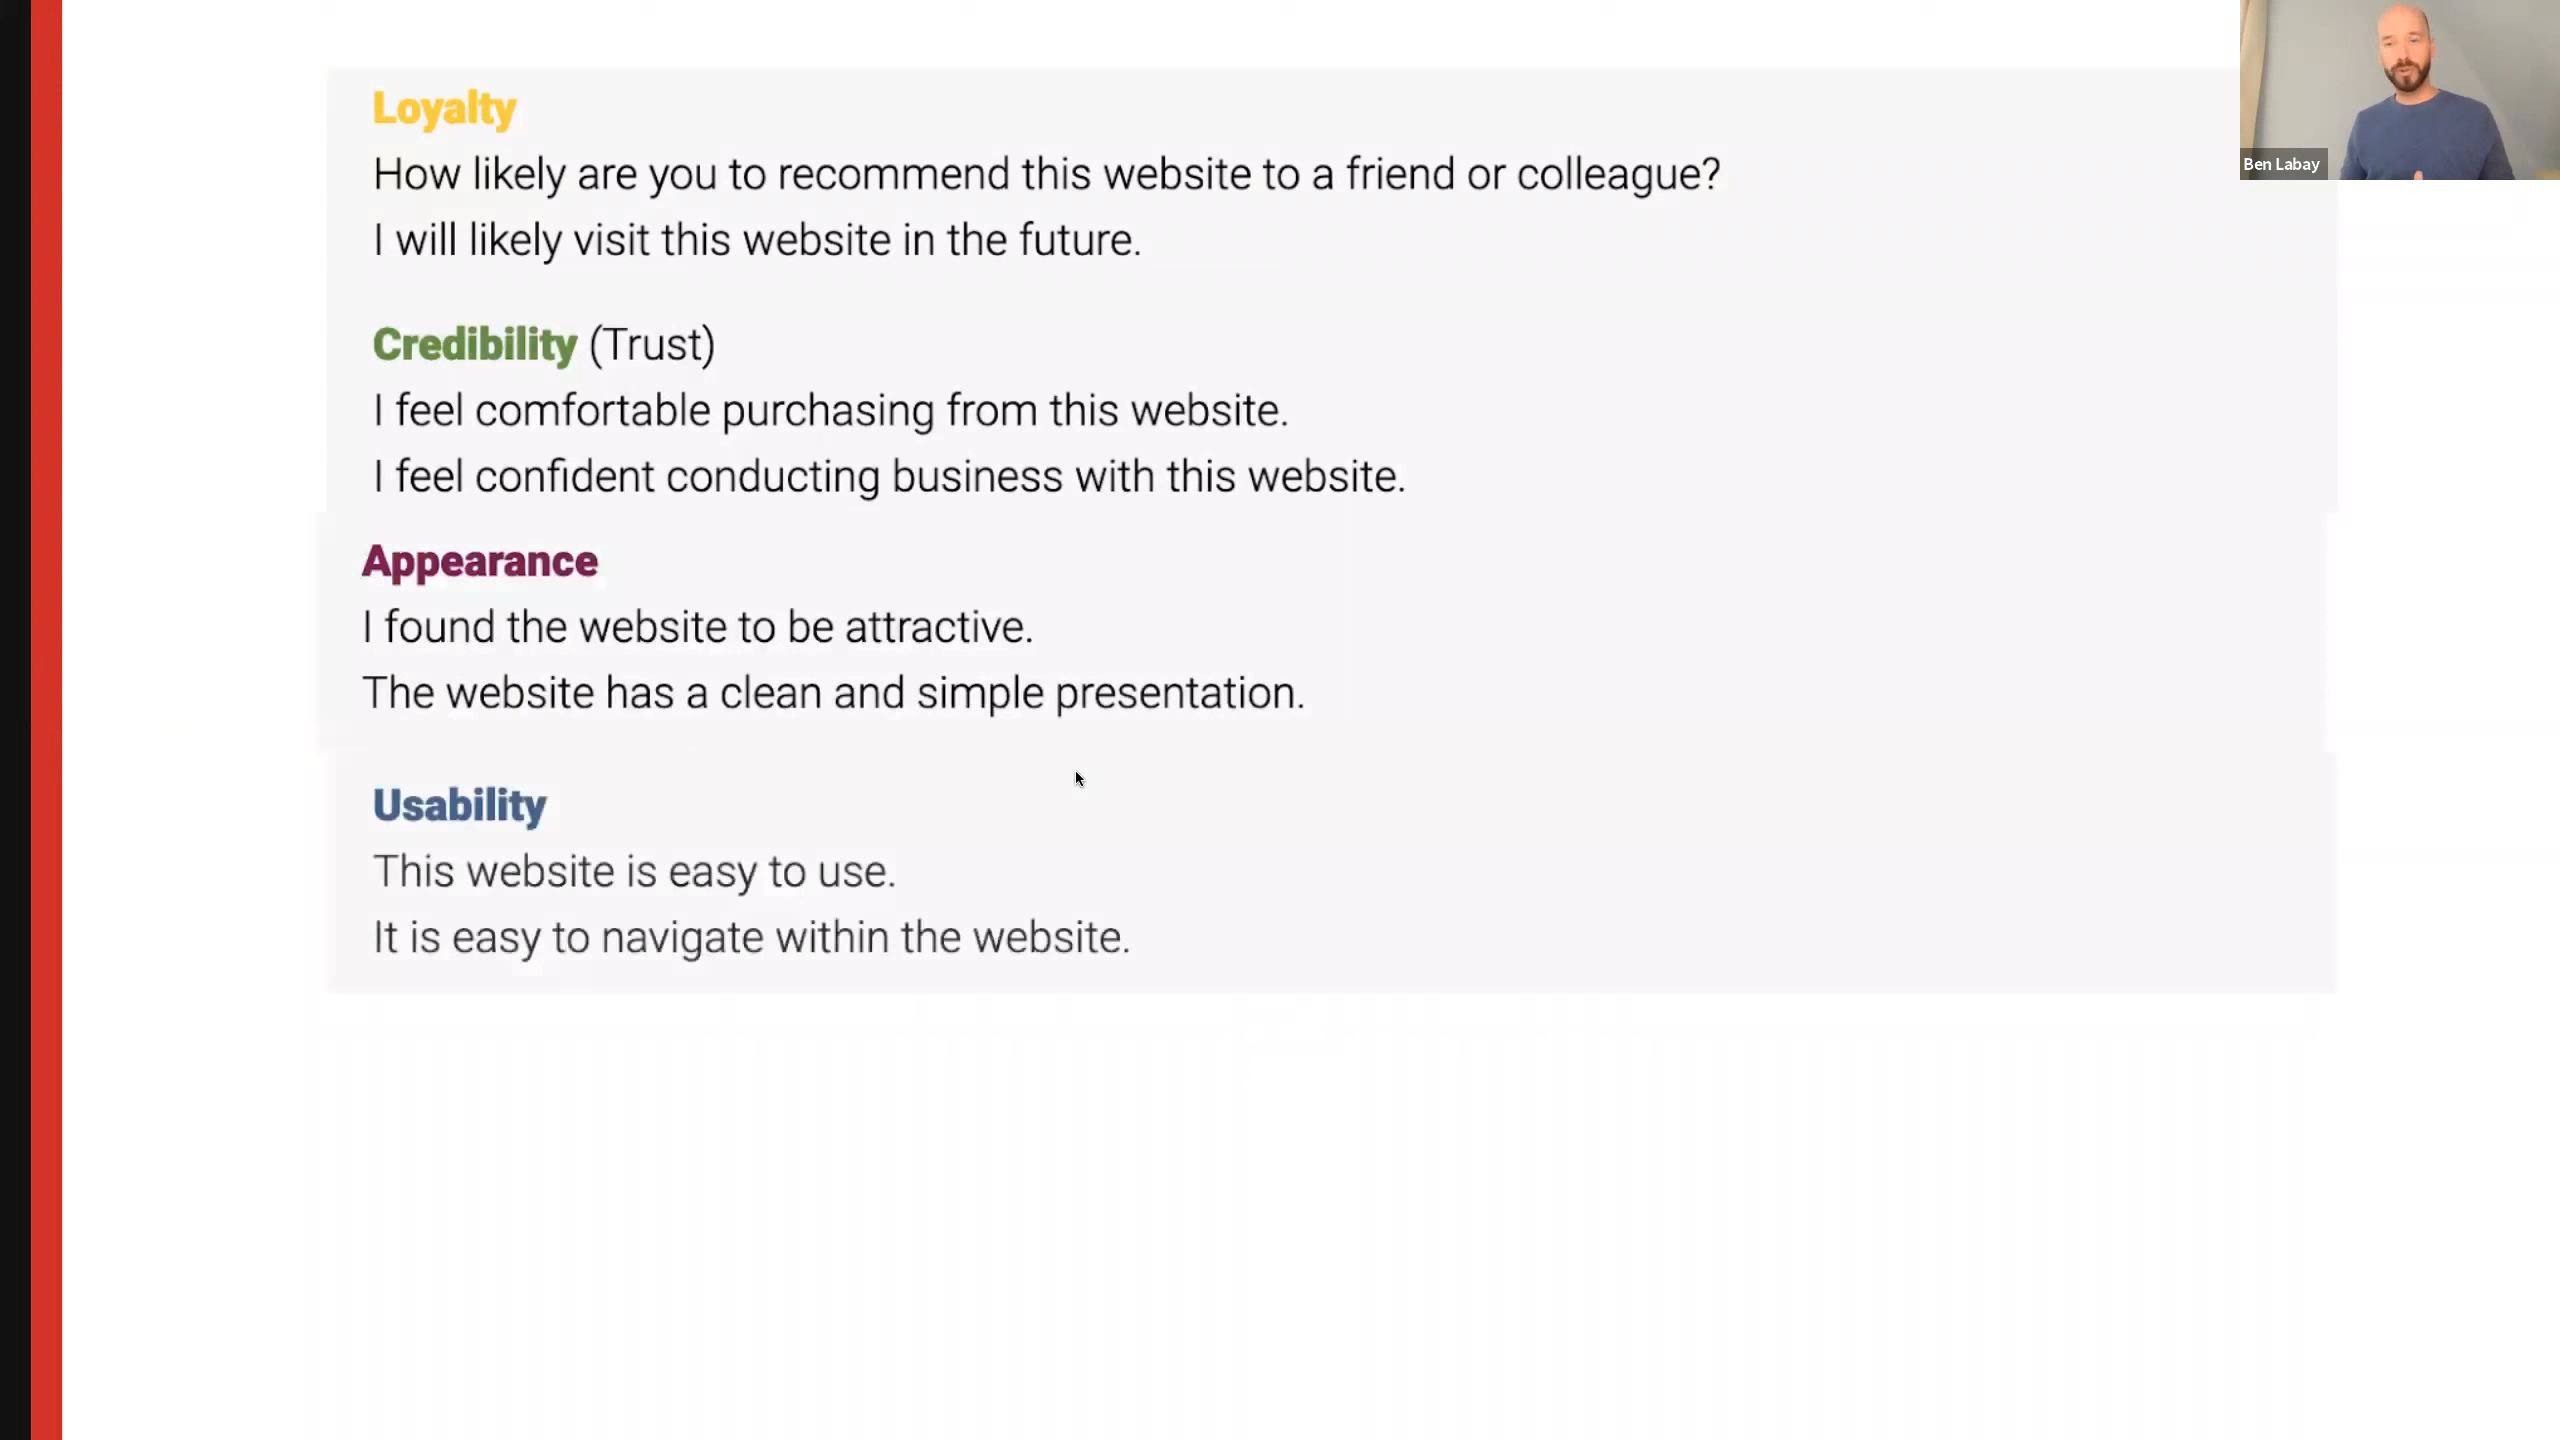 Loyalty
How likely are you to recommend this website to a friend or colleague?
I will likely visit this website in the future.
Credibility (Trust)
I feel comfortable purchasing from this website.
I feel confident conducting business with this website.
Appearance
I found the website to be attractive.
The website has a clean and simple presentation.
Usability
This website is easy to use.
It is easy to navigate within the website.
Ben Labay